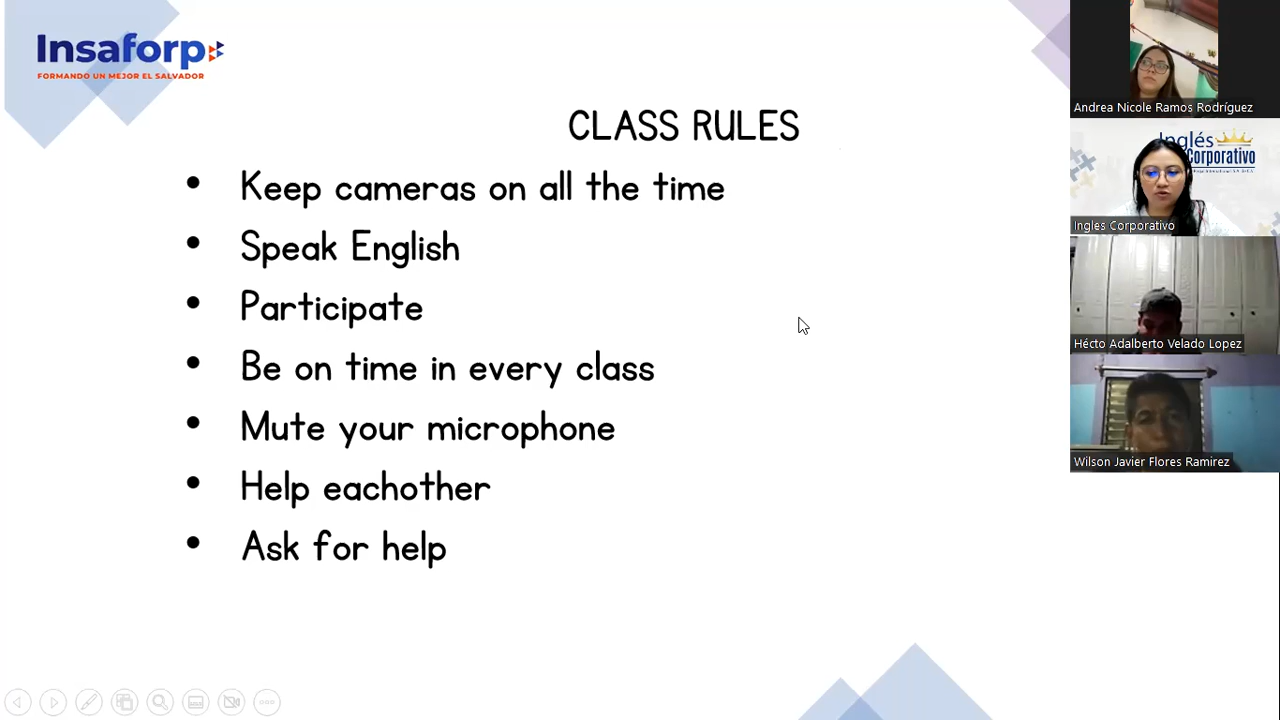 Insaforp
FORMANDO UN MEJOR EL SALVADOR
CLASS RULES
• Keep cameras on all the time
• Speak English
• Participate
• Be on time in every class
• Mute your microphone
• Help eachother
• Ask for help
Andrea Nicole Ramos Rodríguez
Inglés
Corporativo
Ingles Corporativo
Hécto Adalberto Velado Lopez
Wilson Javier Flores Ramirez